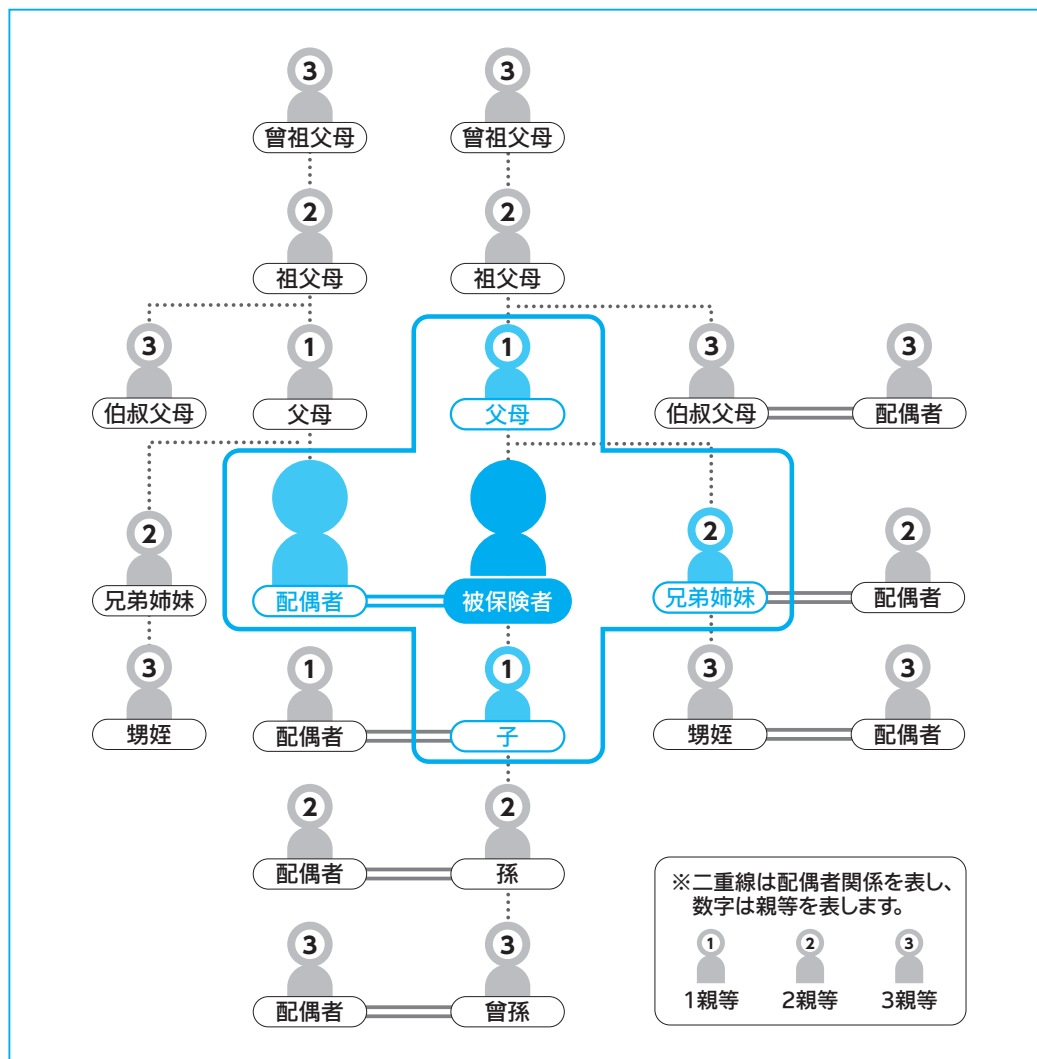 3 3
曾祖父母 曾祖父母
2 2
祖父母 祖父母
3 1 1 3 3
伯叔父母 父母 父母 伯叔父母 配偶者
2 2 2
兄弟姉妹 配偶者 被保険者 兄弟姉妹 配偶者
3 1 1 3 3
甥姪 配偶者 子 甥姪 配偶者
2 2
配偶者 孫
3 3
配偶者 曾孫
※二重線は配偶者関係を表し、
数字は親等を表します。
1 2 3
1親等 2親等 3親等